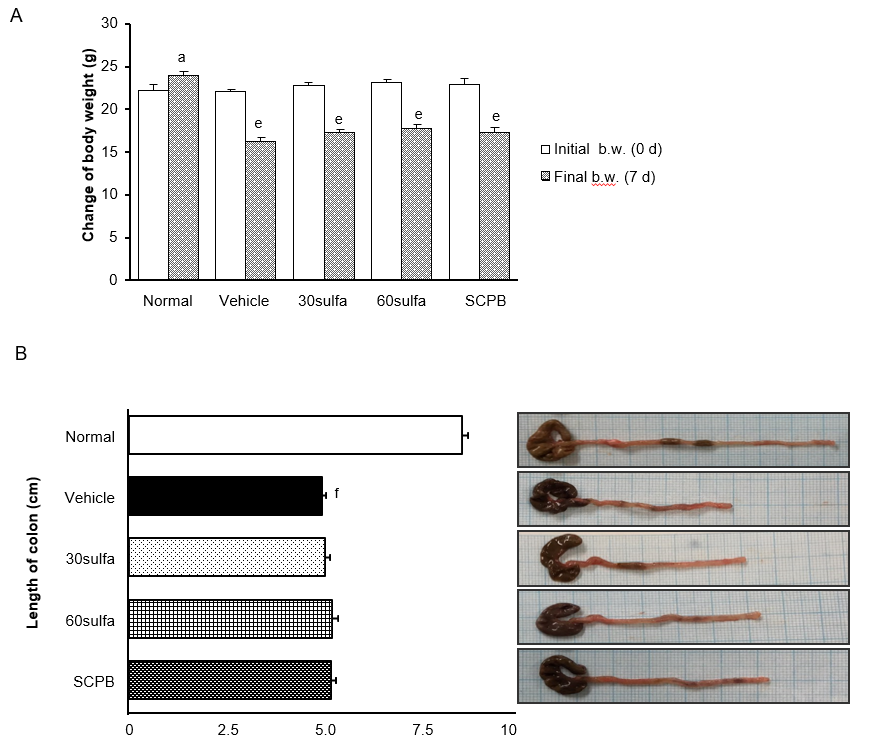 A
30
25
20
15
10
5
0
Change of body weight (g)
a
e
e
e
e
Normal
Vehicle
30sulfa
60sulfa
SCPB
Initial b.w. (0 d)
Final b.w. (7 d)
B
Length of colon (cm)
Normal
Vehicle
30sulfa
60sulfa
SCPB
f
0
2.5
5.0
7.5
10